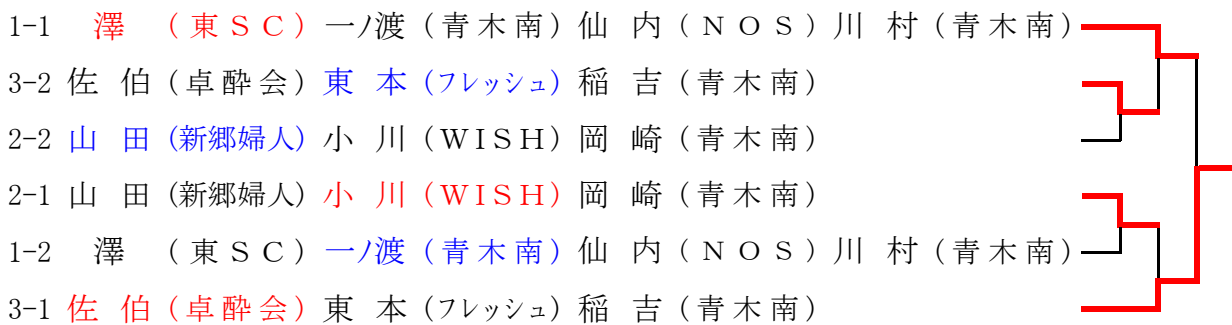 1-1 澤 (東SC) 一ノ渡 (青木南) 仙 内 (NOS) 川 村 (青木南)
3-2 佐 伯 (卓酔会) 東 本 (フレッシュ) 稲 吉 (青木南)
2-2 山 田 (新郷婦人) 小 川 (WISH) 岡 崎 (青木南)
2-1 山 田 (新郷婦人) 小 川 (WISH) 岡 崎 (青木南)
1-2 澤 (東SC) 一ノ渡 (青木南) 仙 内 (NOS) 川 村 (青木南)
3-1 佐 伯 (卓酔会) 東 本 (フレッシュ) 稲 吉 (青木南)